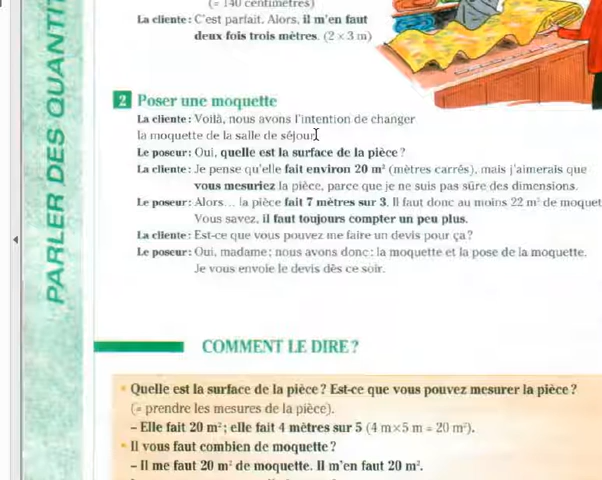 PARLER DES QUANTIT
(= 140 centimètres)
La cliente : C'est parfait. Alors, il m'en faut
deux fois trois mètres. (2 × 3 m)
2 Poser une moquette
La cliente : Voilà, nous avons l'intention de changer
la moquette de la salle de séjour.
Le poseur : Oui, quelle est la surface de la pièce ?
La cliente : Je pense qu'elle fait environ 20 m² (mètres carrés), mais j'aimerais que
vous mesuriez la pièce, parce que je ne suis pas sûre des dimensions.
Le poseur : Alors... la pièce fait 7 mètres sur 3. Il faut donc au moins 22 m² de moquet
Vous savez, il faut toujours compter un peu plus.
La cliente : Est-ce que vous pouvez me faire un devis pour ça ?
Le poseur : Oui, madame ; nous avons donc : la moquette et la pose de la moquette.
Je vous envoie le devis dès ce soir.
COMMENT LE DIRE ?
• Quelle est la surface de la pièce ? Est-ce que vous pouvez mesurer la pièce ?
(= prendre les mesures de la pièce).
– Elle fait 20 m² ; elle fait 4 mètres sur 5 (4 m×5 m = 20 m²).
• Il vous faut combien de moquette ?
– Il me faut 20 m² de moquette. Il m'en faut 20 m².